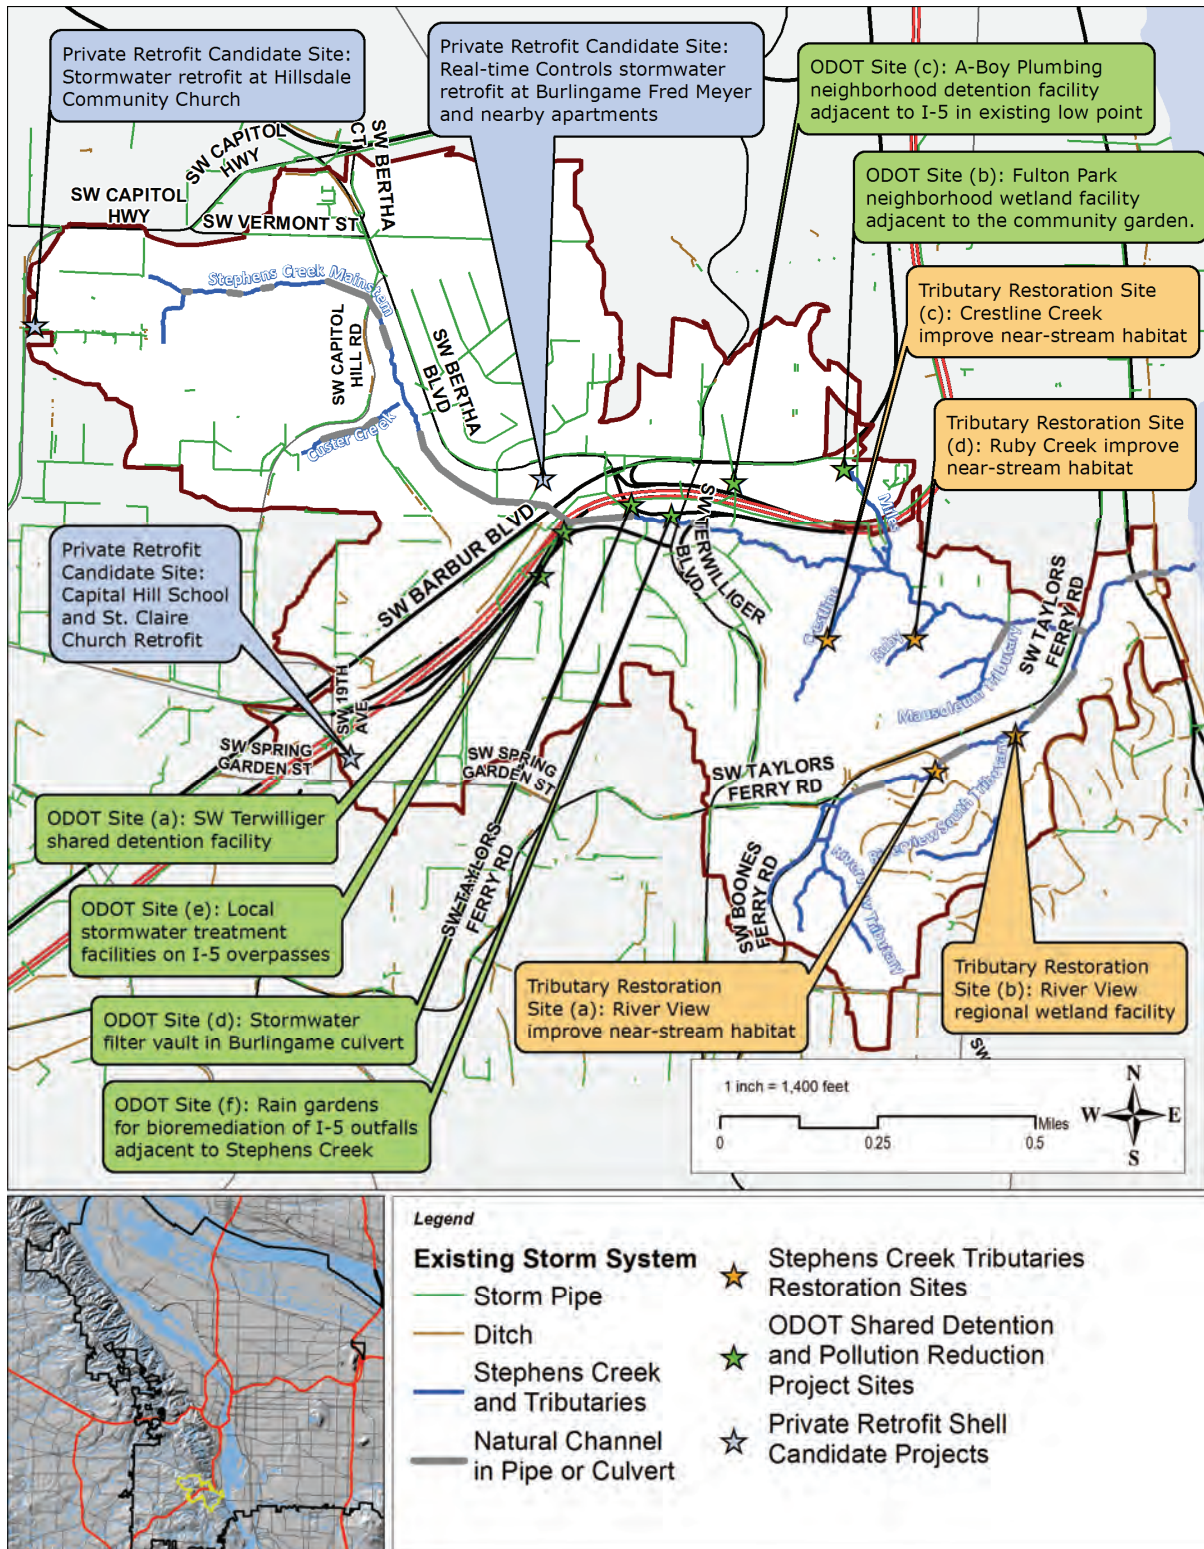 Private Retrofit Candidate Site:
Stormwater retrofit at Hillsdale
Community Church
Private Retrofit Candidate Site:
Real-time Controls stormwater
retrofit at Burlingame Fred Meyer
and nearby apartments
ODOT Site (c): A-Boy Plumbing
neighborhood detention facility
adjacent to I-5 in existing low point
ODOT Site (b): Fulton Park
neighborhood wetland facility
adjacent to the community garden.
Tributary Restoration Site
(c): Crestline Creek
improve near-stream habitat
Tributary Restoration Site
(d): Ruby Creek improve
near-stream habitat
SW CAPITOL
HWY
SW BERTHA
CT
SW CAPITOL
HWY
SW BERTHA
SW VERMONT ST
Stephens Creek Mainstem
SW CAPITOL
HILL RD
SW BERTHA
BLVD
Custer Creek
SW BARBUR BLVD
SW TERWILLIGER
BLVD
Miles
Crestline
Ruby
Mausoleum Tributary
SW TAYLORS
FERRY RD
Private Retrofit
Candidate Site:
Capital Hill School
and St. Claire
Church Retrofit
SW 19TH
AVE
SW SPRING
GARDEN ST
SW SPRING
GARDEN ST
SW TAYLORS
FERRY RD
SW TAYLORS
FERRY RD
SW BOONES
FERRY RD
Riverview South Tributary
Riverview Tributary
ODOT Site (a): SW Terwilliger
shared detention facility
ODOT Site (e): Local
stormwater treatment
facilities on I-5 overpasses
ODOT Site (d): Stormwater
filter vault in Burlingame culvert
ODOT Site (f): Rain gardens
for bioremediation of I-5 outfalls
adjacent to Stephens Creek
Tributary Restoration
Site (a): River View
improve near-stream habitat
Tributary Restoration
Site (b): River View
regional wetland facility
SW
1 inch = 1,400 feet
Miles
0 0.25 0.5
N
W E
S
Legend
Existing Storm System
Storm Pipe
Ditch
Stephens Creek
and Tributaries
Natural Channel
in Pipe or Culvert
Stephens Creek Tributaries
Restoration Sites
ODOT Shared Detention
and Pollution Reduction
Project Sites
Private Retrofit Shell
Candidate Projects